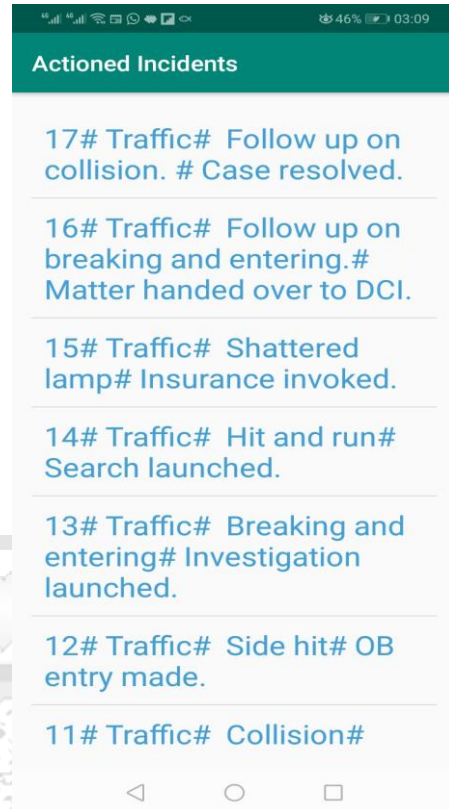 46% 03:09
Actioned Incidents
17# Traffic#  Follow up on
collision. # Case resolved.
16# Traffic#  Follow up on
breaking and entering.#
Matter handed over to DCI.
15# Traffic#  Shattered
lamp# Insurance invoked.
14# Traffic#  Hit and run#
Search launched.
13# Traffic#  Breaking and
entering# Investigation
launched.
12# Traffic#  Side hit# OB
entry made.
11# Traffic#  Collision#